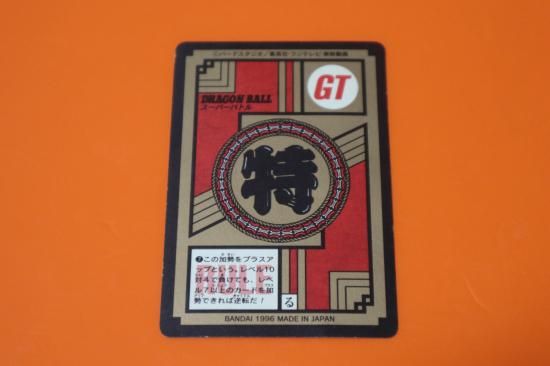 ©バードスタジオ／集英社・フジテレビ・東映動画
GT
DRAGON BALL
スーパーバトル
特
❷この加勢をプラスア
ップという。レベル10
対4で負けても、レベ
ル7以上のカードを加
勢できれば逆転だ！
る
BANDAI 1996 MADE IN JAPAN